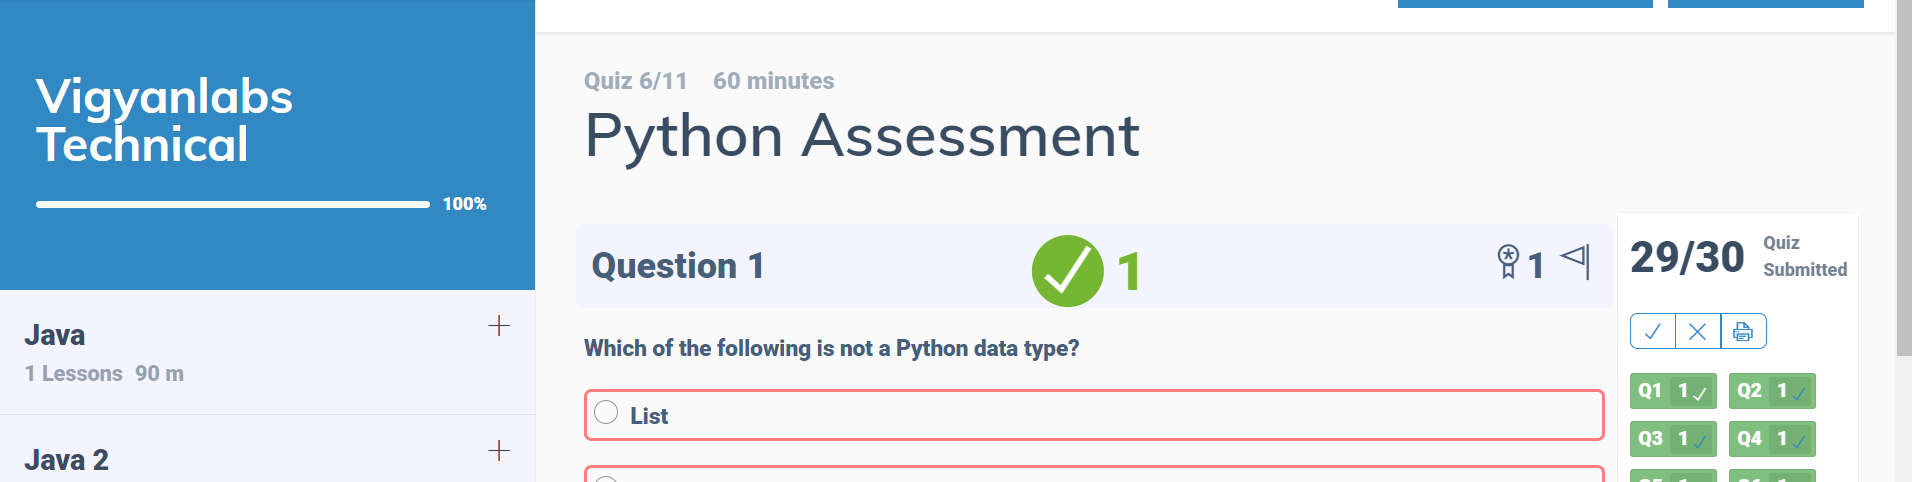 Vigyanlabs
Technical
100%
Java
1 Lessons 90 m
Java 2
Quiz 6/11 60 minutes
Python Assessment
Question 1
1
1
Which of the following is not a Python data type?
List
29/30
Quiz
Submitted
Q1 1
Q2 1
Q3 1
Q4 1